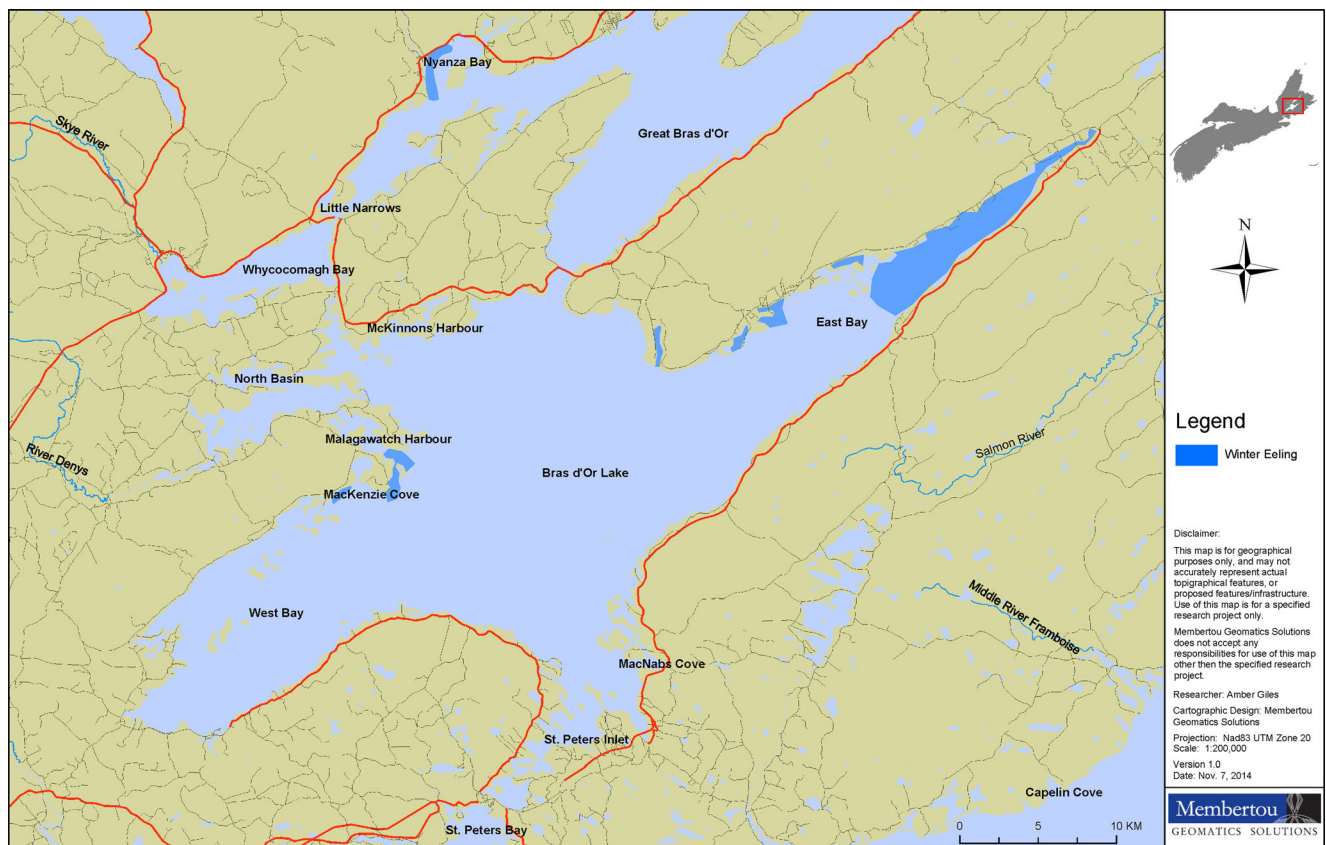 Nyanza Bay
Great Bras d'Or
Skye River
Little Narrows
Whycocomagh Bay
McKinnons Harbour
East Bay
North Basin
Malagawatch Harbour
River Denys
Salmon River
Bras d'Or Lake
MacKenzie Cove
West Bay
Middle River Framboise
MacNabs Cove
St. Peters Inlet
Capelin Cove
St. Peters Bay
0 5 10 KM
N
Legend
Winter Eeling
Disclaimer:
This map is for geographical
purposes only, and may not
accurately represent actual
topigraphical features, or
proposed features/infrastructure.
Use of this map is for a specified
research project only.
Membertou Geomatics Solutions
does not accept any
responsibilities for use of this map
other then the specified research
project.
Researcher: Amber Giles
Cartographic Design: Membertou
Geomatics Solutions
Projection: Nad83 UTM Zone 20
Scale: 1:200,000
Version 1.0
Date: Nov. 7, 2014
Membertou
GEOMATICS SOLUTIONS